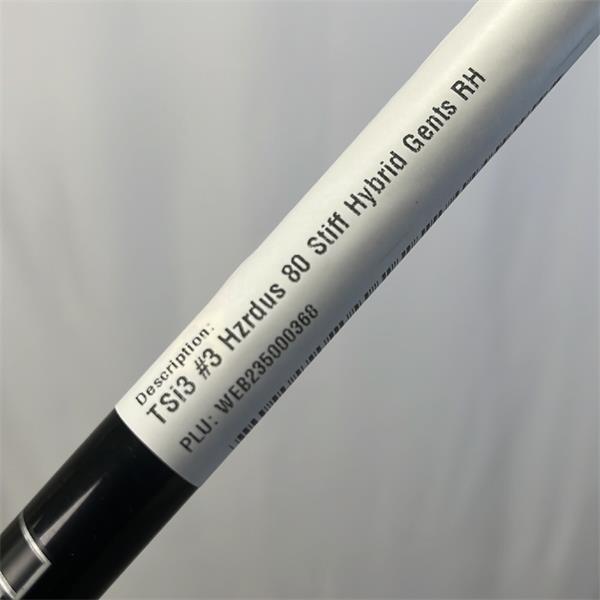 Description:
TSi3 #3 Hzrdus 80 Stiff Hybrid Gents RH
PLU: WEB235000368